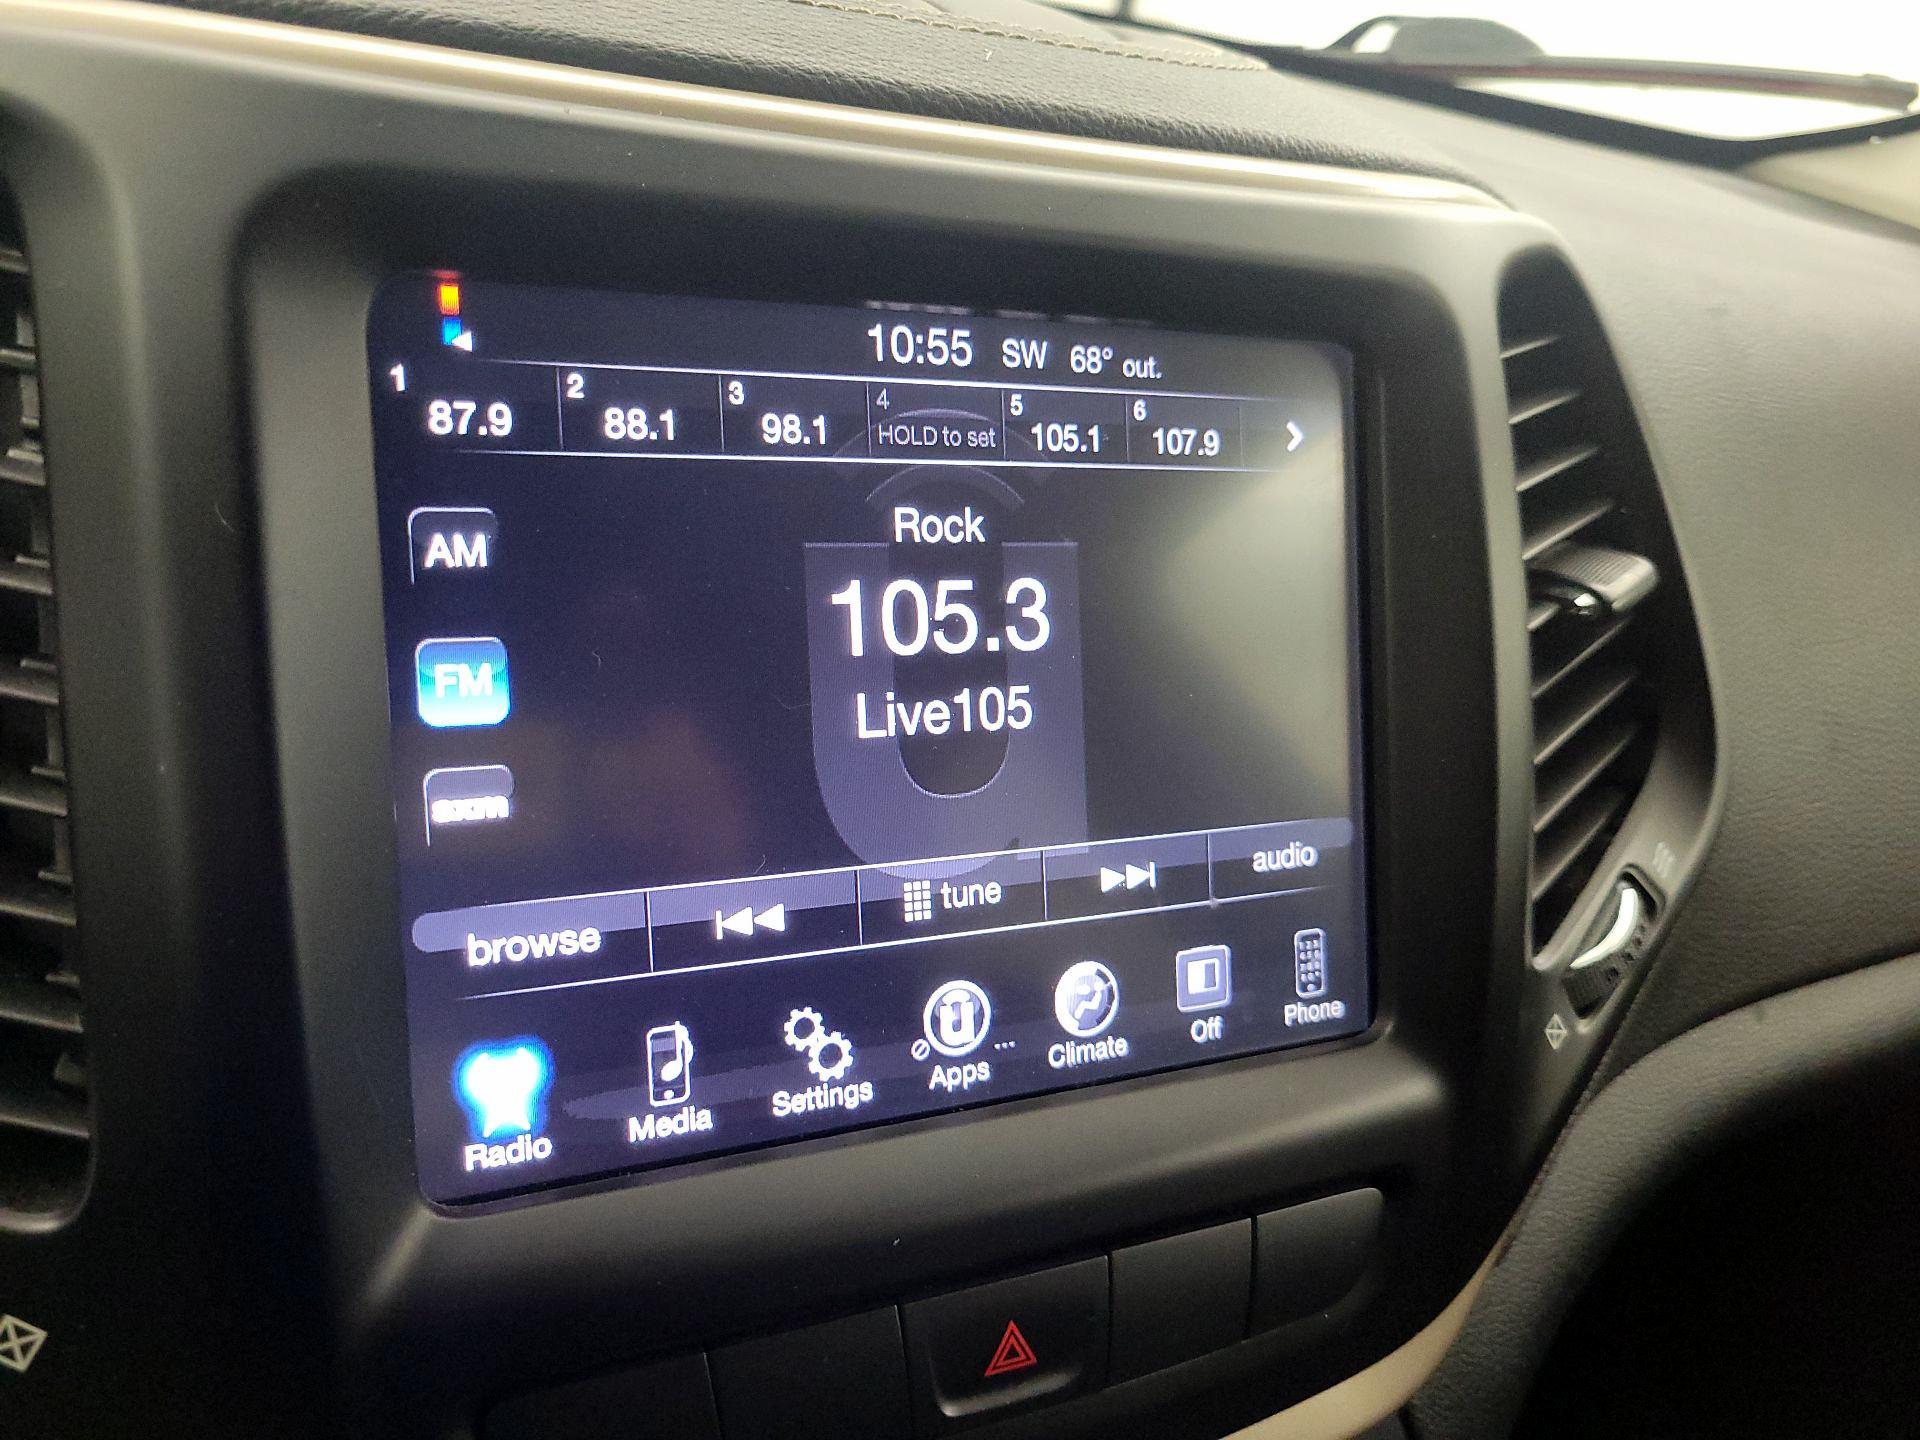 10:55 SW 68° out.
1 87.9
2 88.1
3 98.1
4 HOLD to set
5 105.1
6 107.9
AM
FM
Rock
105.3
Live105
browse
tune
audio
Radio
Media
Settings
Apps
Climate
Off
Phone